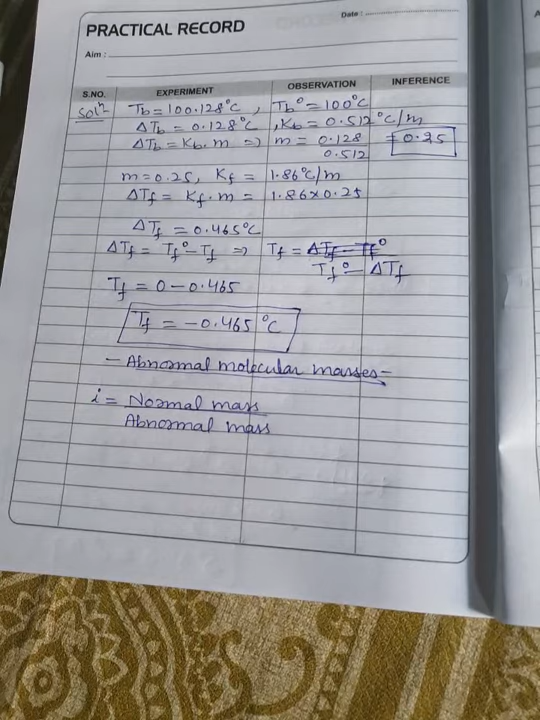 Date :
PRACTICAL RECORD
Aim :
S.NO. EXPERIMENT OBSERVATION INFERENCE
Solⁿ Tb = 100.128°C , Tb° = 100°C
ΔTb = 0.128°C , Kb = 0.512°C/m
ΔTb = Kb.m ⇒ m = 0.128 = 0.25
0.512
m = 0.25, Kf = 1.86°C/m
ΔTf = Kf.m = 1.86×0.25
ΔTf = 0.465°C
ΔTf = Tf° - Tf ⇒ Tf = ΔTf - Tf°
Tf° - ΔTf
Tf = 0 - 0.465
Tf = -0.465 °C
- Abnormal molecular masses -
i = Normal mass
Abnormal mass